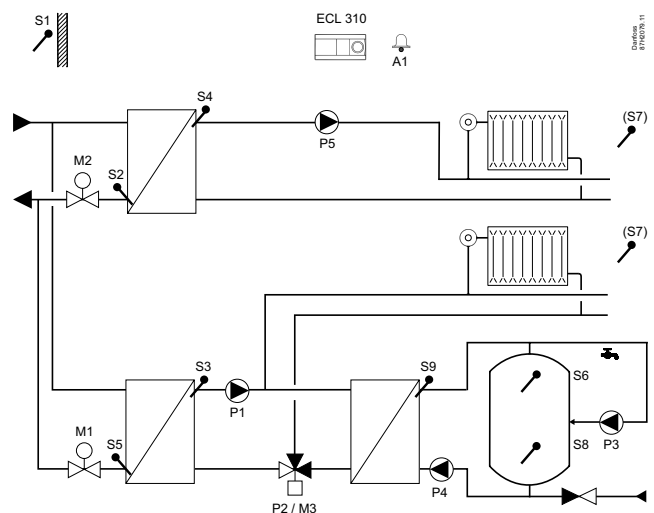 S1
ECL 310
A1
Danfoss
87H2079.11
S4
P5
(S7)
M2
S2
(S7)
S3
P1
S9
S6
M1
S5
S8
P3
P4
P2 / M3